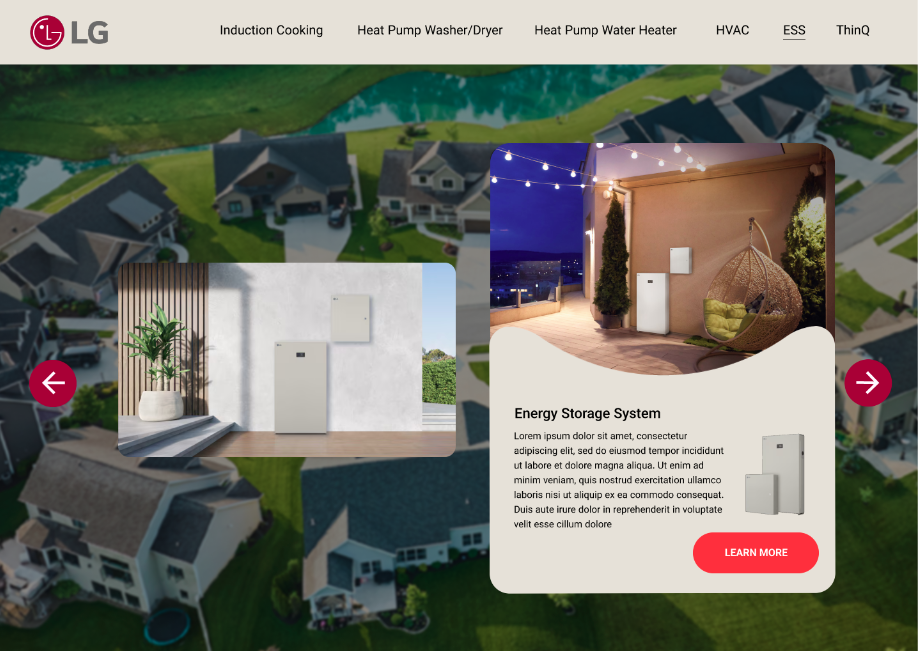 LG
Induction Cooking
Heat Pump Washer/Dryer
Heat Pump Water Heater
HVAC
ESS
ThinQ
Energy Storage System
Lorem ipsum dolor sit amet, consectetur
adipiscing elit, sed do eiusmod tempor incididunt
ut labore et dolore magna aliqua. Ut enim ad
minim veniam, quis nostrud exercitation ullamco
laboris nisi ut aliquip ex ea commodo consequat.
Duis aute irure dolor in reprehenderit in voluptate
velit esse cillum dolore
LEARN MORE